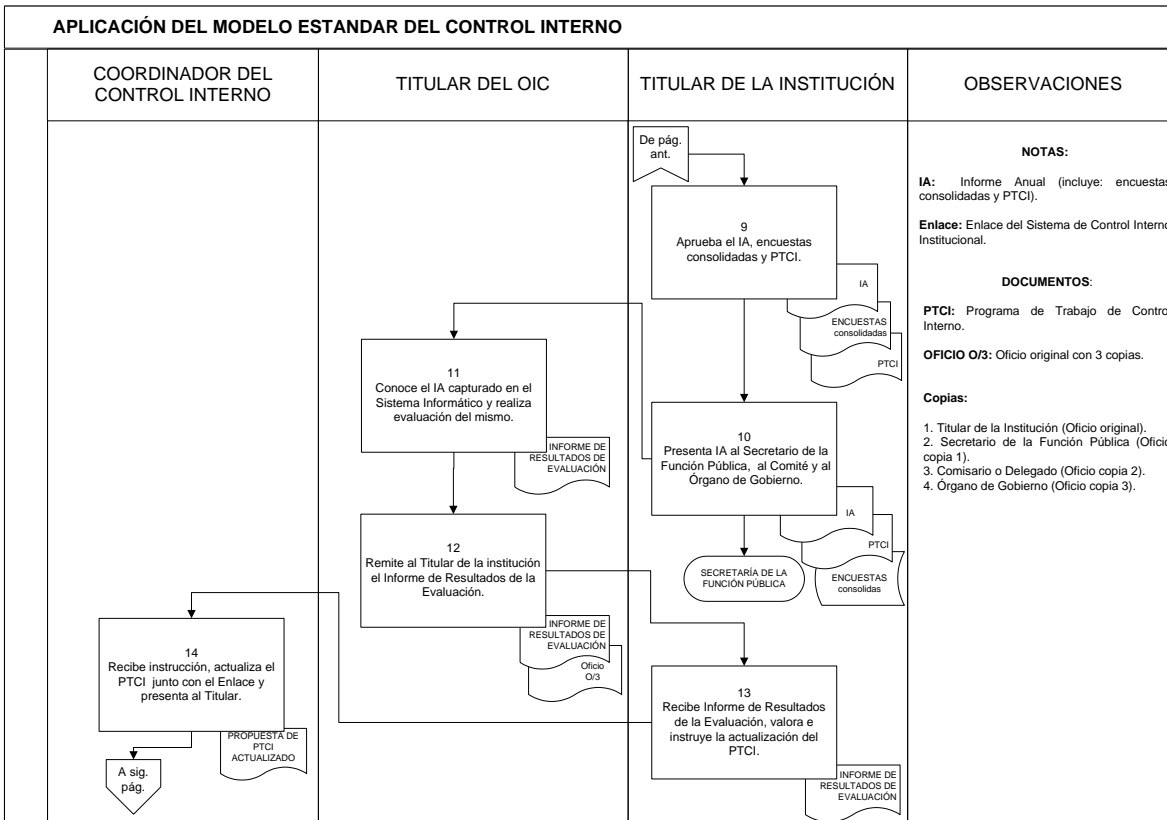 APLICACIÓN DEL MODELO ESTANDAR DEL CONTROL INTERNO
COORDINADOR DEL
CONTROL INTERNO
TITULAR DEL OIC
TITULAR DE LA INSTITUCIÓN
OBSERVACIONES
De pág.
ant.
9
Aprueba el IA, encuestas
consolidadas y PTCI.
IA
ENCUESTAS
consolidadas
PTCI
10
Presenta IA al Secretario de la
Función Pública, al Comité y al
Órgano de Gobierno.
IA
PTCI
ENCUESTAS
consolidas
SECRETARÍA DE LA
FUNCIÓN PÚBLICA
11
Conoce el IA capturado en el
Sistema Informático y realiza
evaluación del mismo.
INFORME DE
RESULTADOS DE
EVALUACIÓN
12
Remite al Titular de la institución
el Informe de Resultados de la
Evaluación.
INFORME DE
RESULTADOS DE
EVALUACIÓN
Oficio
O/3
13
Recibe Informe de Resultados
de la Evaluación, valora e
instruye la actualización del
PTCI.
INFORME DE
RESULTADOS DE
EVALUACIÓN
14
Recibe instrucción, actualiza el
PTCI junto con el Enlace y
presenta al Titular.
PROPUESTA DE
PTCI
ACTUALIZADO
A sig.
pág.
NOTAS:
IA: Informe Anual (incluye: encuestas
consolidadas y PTCI).
Enlace: Enlace del Sistema de Control Interno
Institucional.
DOCUMENTOS:
PTCI: Programa de Trabajo de Control
Interno.
OFICIO O/3: Oficio original con 3 copias.
Copias:
1. Titular de la Institución (Oficio original).
2. Secretario de la Función Pública (Oficio
copia 1).
3. Comisario o Delegado (Oficio copia 2).
4. Órgano de Gobierno (Oficio copia 3).